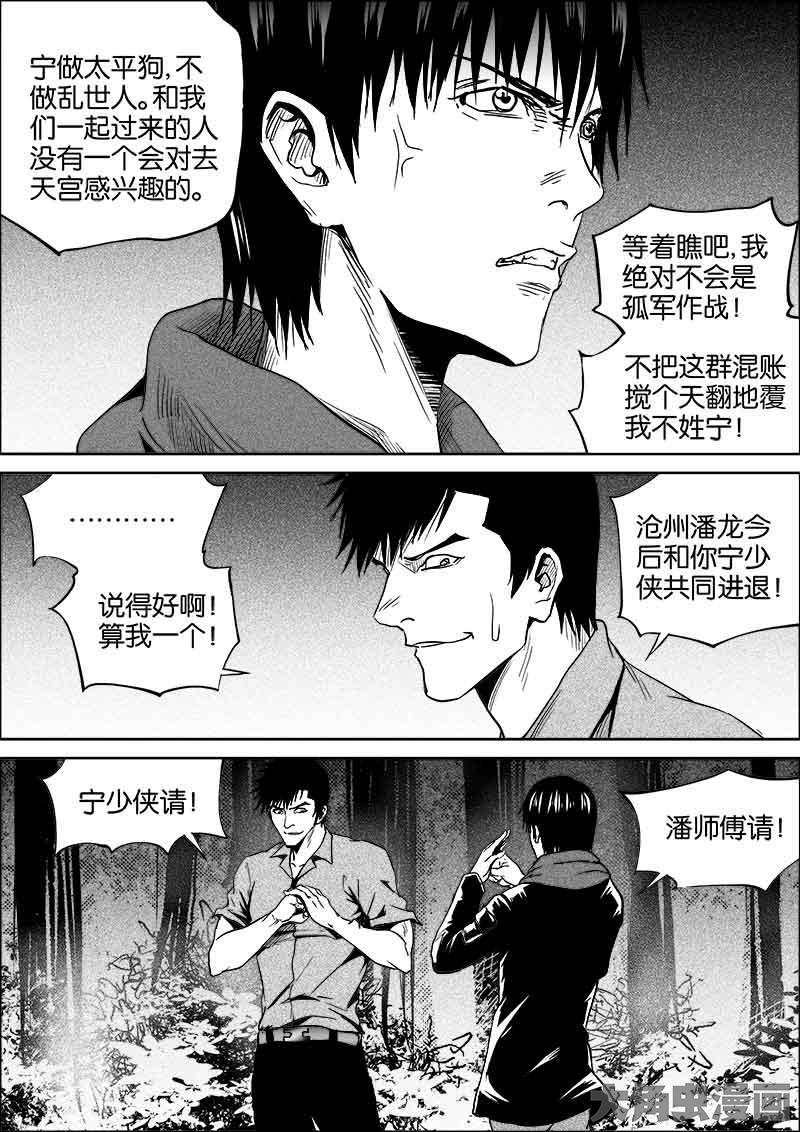 宁做太平狗,不
做乱世人。和我
们一起过来的人
没有一个会对去
天宫感兴趣的。
等着瞧吧,我
绝对不会是
孤军作战!
不把这群混账
搅个天翻地覆
我不姓宁!
…………
说得好啊!
算我一个!
沧州潘龙今
后和你宁少
侠共同进退!
宁少侠请!
潘师傅请!
大角虫漫画